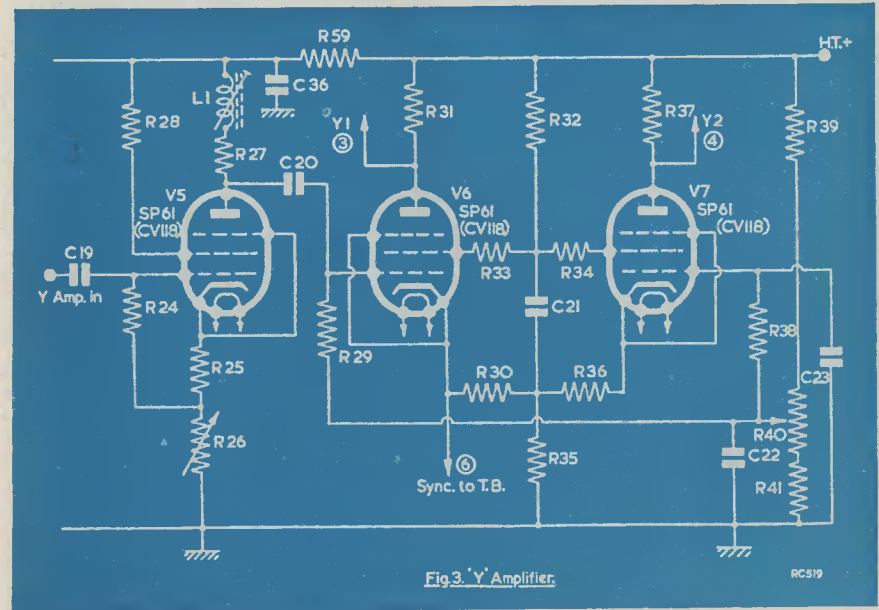 R59
H.T.+
C36
L1
R31
R28
R32
R37
R39
Y1
③
Y2
④
R27
C20
V5
SP61
(CV118)
V6
SP61
(CV118)
V7
SP61
(CV118)
C19
Y Amp. in
R33
R34
R24
C21
R38
R29
C23
R25
R30
R36
R40
R26
C22
R35
⑥
Sync. to T.B.
R41
Fig.3. 'Y' Amplifier.
RC519